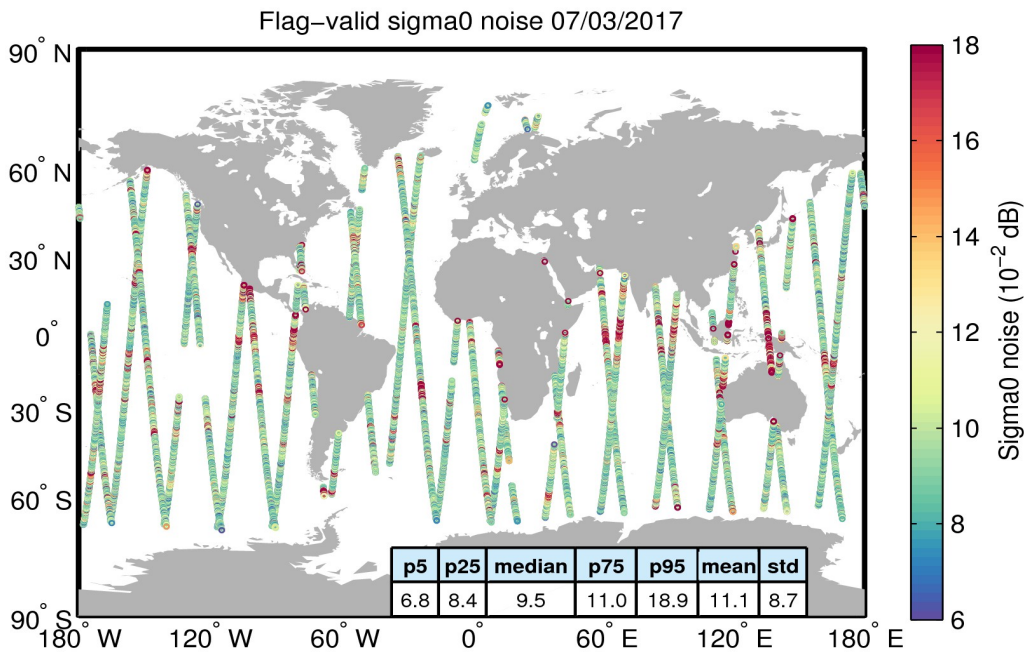 Flag−valid sigma0 noise 07/03/2017
90° N
60° N
30° N
0°
30° S
60° S
90° S
180° W
120° W
60° W
0°
60° E
120° E
180° E
p5 p25 median p75 p95 mean std
6.8 8.4 9.5 11.0 18.9 11.1 8.7
18
16
14
12
10
8
6
Sigma0 noise (10⁻² dB)